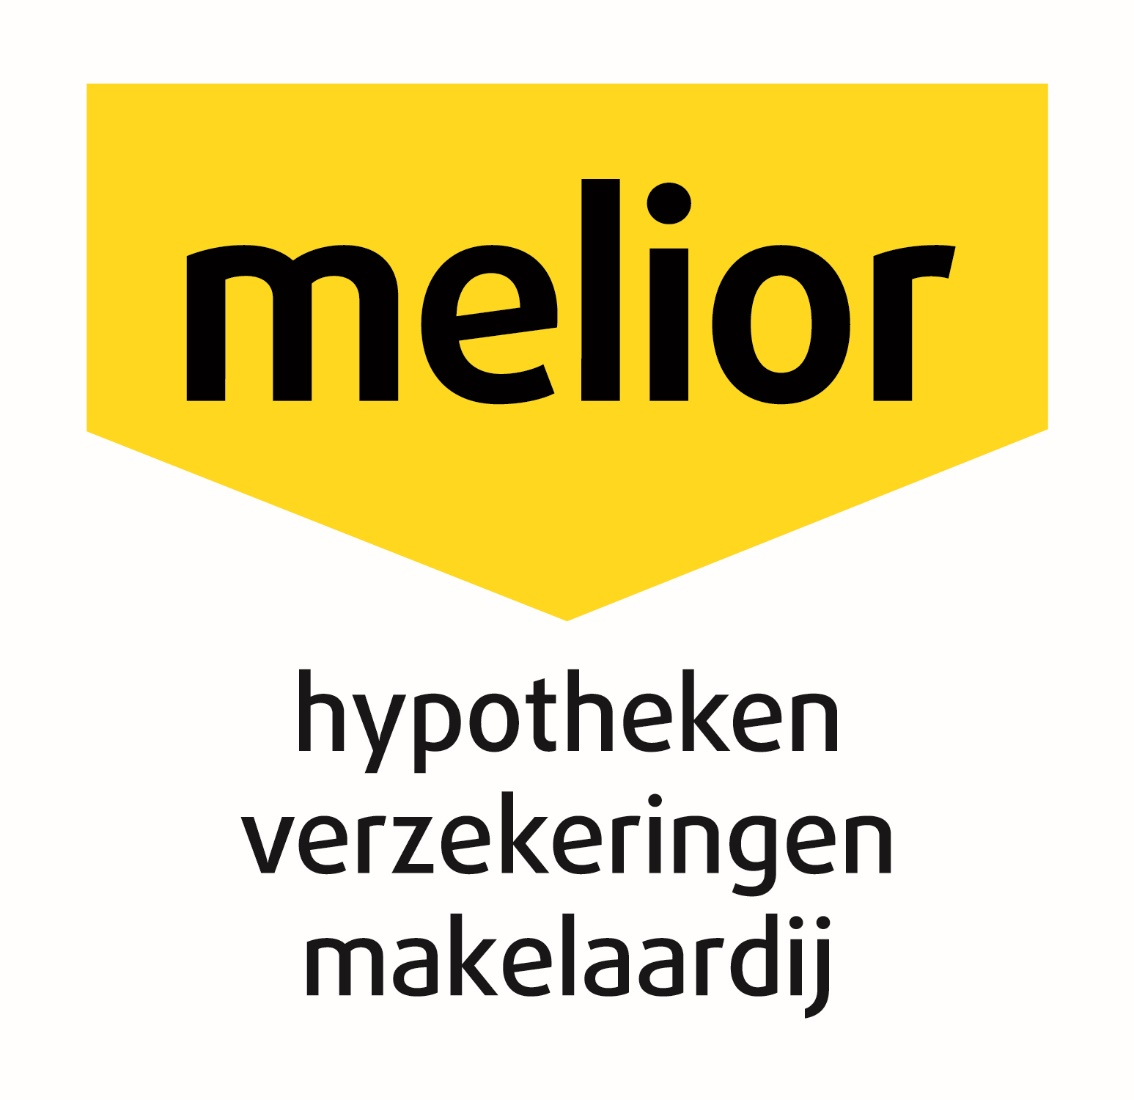 melior
hypotheken
verzekeringen
makelaardij